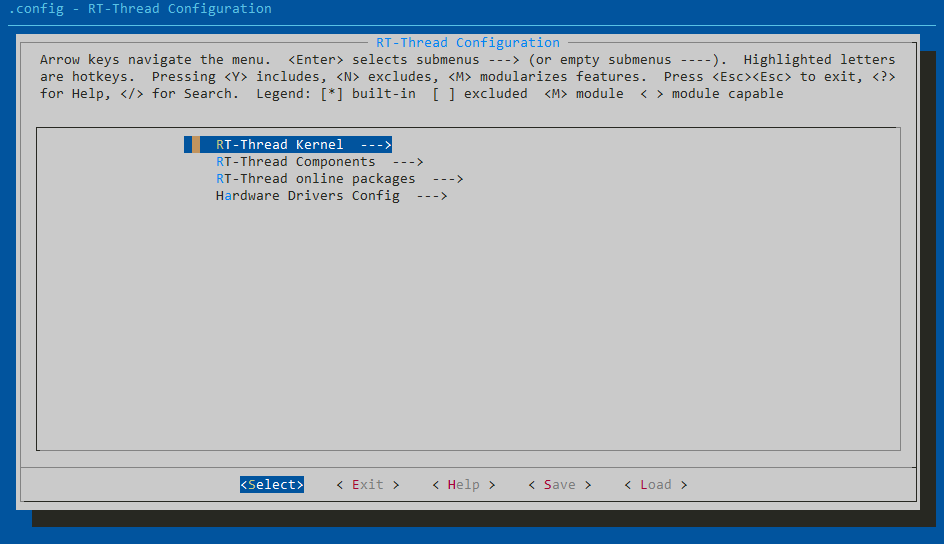 .config - RT-Thread Configuration
RT-Thread Configuration
Arrow keys navigate the menu.  <Enter> selects submenus ---> (or empty submenus ----).  Highlighted letters
are hotkeys.  Pressing <Y> includes, <N> excludes, <M> modularizes features.  Press <Esc><Esc> to exit, <?>
for Help, </> for Search.  Legend: [*] built-in  [ ] excluded  <M> module  < > module capable
RT-Thread Kernel  --->
RT-Thread Components  --->
RT-Thread online packages  --->
Hardware Drivers Config  --->
<Select>    < Exit >    < Help >    < Save >    < Load >